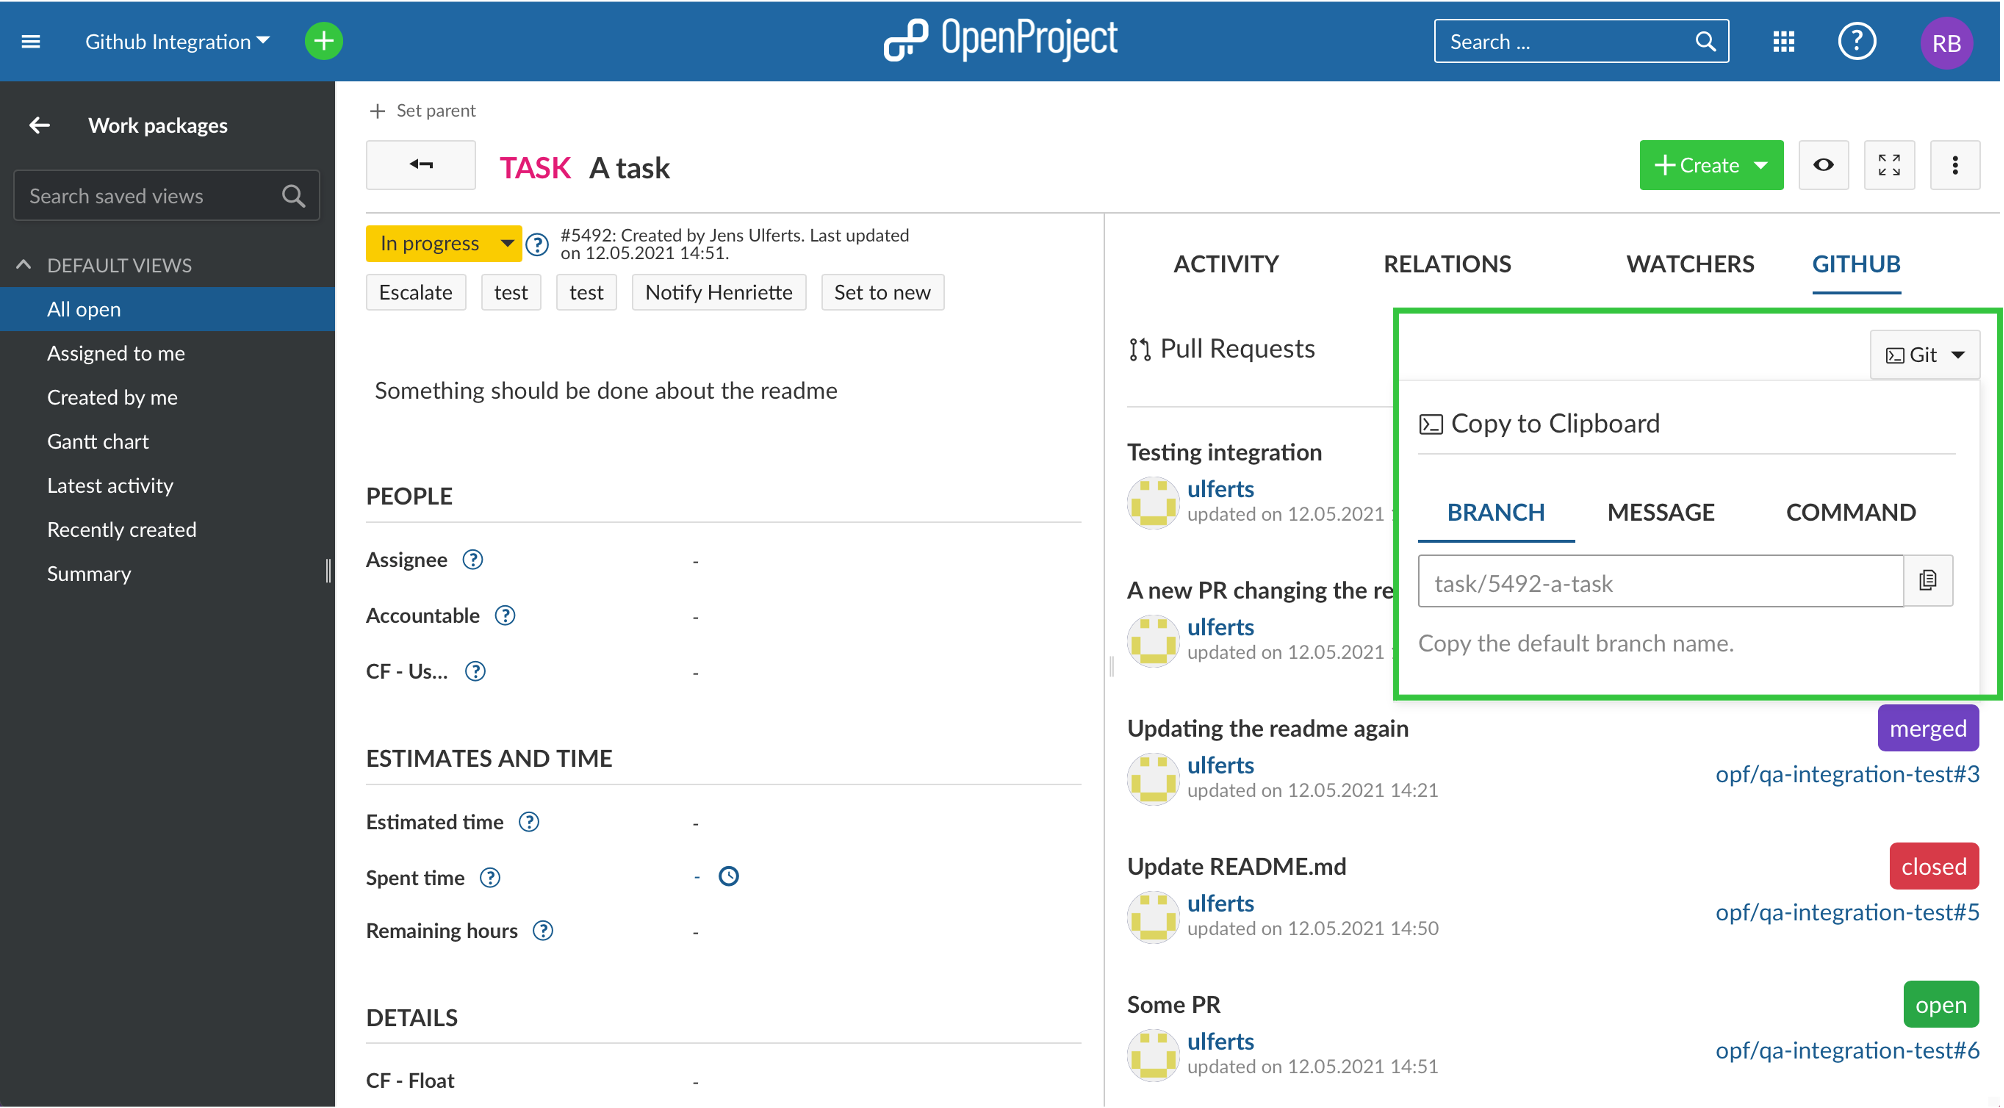 Github Integration
OpenProject
Search ...
?
RB
Work packages
Search saved views
DEFAULT VIEWS
All open
Assigned to me
Created by me
Gantt chart
Latest activity
Recently created
Summary
Set parent
TASK A task
Create
In progress
?
#5492: Created by Jens Ulferts. Last updated
on 12.05.2021 14:51.
Escalate
test
test
Notify Henriette
Set to new
Something should be done about the readme
PEOPLE
Assignee ? -
Accountable ? -
CF - Us... ? -
ESTIMATES AND TIME
Estimated time ? -
Spent time ? -
Remaining hours ? -
DETAILS
CF - Float -
ACTIVITY
RELATIONS
WATCHERS
GITHUB
Pull Requests
Git
Copy to Clipboard
BRANCH
MESSAGE
COMMAND
task/5492-a-task
Copy the default branch name.
Testing integration
ulferts
updated on 12.05.2021
A new PR changing the re
ulferts
updated on 12.05.2021
Updating the readme again
merged
ulferts
opf/qa-integration-test#3
updated on 12.05.2021 14:21
Update README.md
closed
ulferts
opf/qa-integration-test#5
updated on 12.05.2021 14:50
Some PR
open
ulferts
opf/qa-integration-test#6
updated on 12.05.2021 14:51